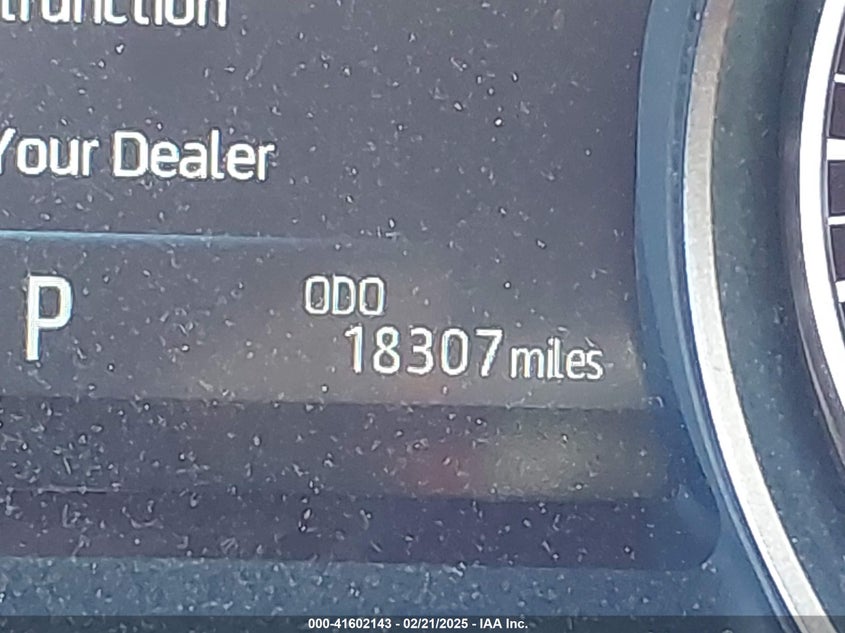 Your Dealer
P
ODO
18307 miles
000-41602143 - 02/21/2025 - IAA Inc.